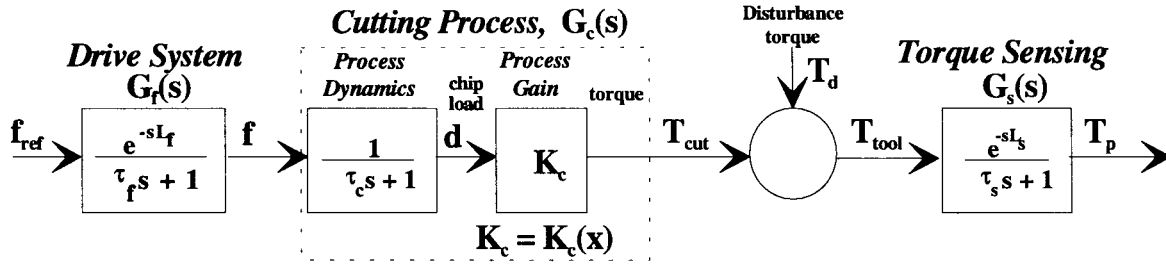 Cutting Process, G_c(s)
Disturbance
torque
Drive System
G_f(s)
Process
Dynamics
chip
load
Process
Gain
torque
T_d
Torque Sensing
G_s(s)
f_ref
e^-sL_f
τ_f s + 1
f
1
τ_c s + 1
d
K_c
T_cut
T_tool
e^-sL_s
τ_s s + 1
T_p
K_c = K_c(x)